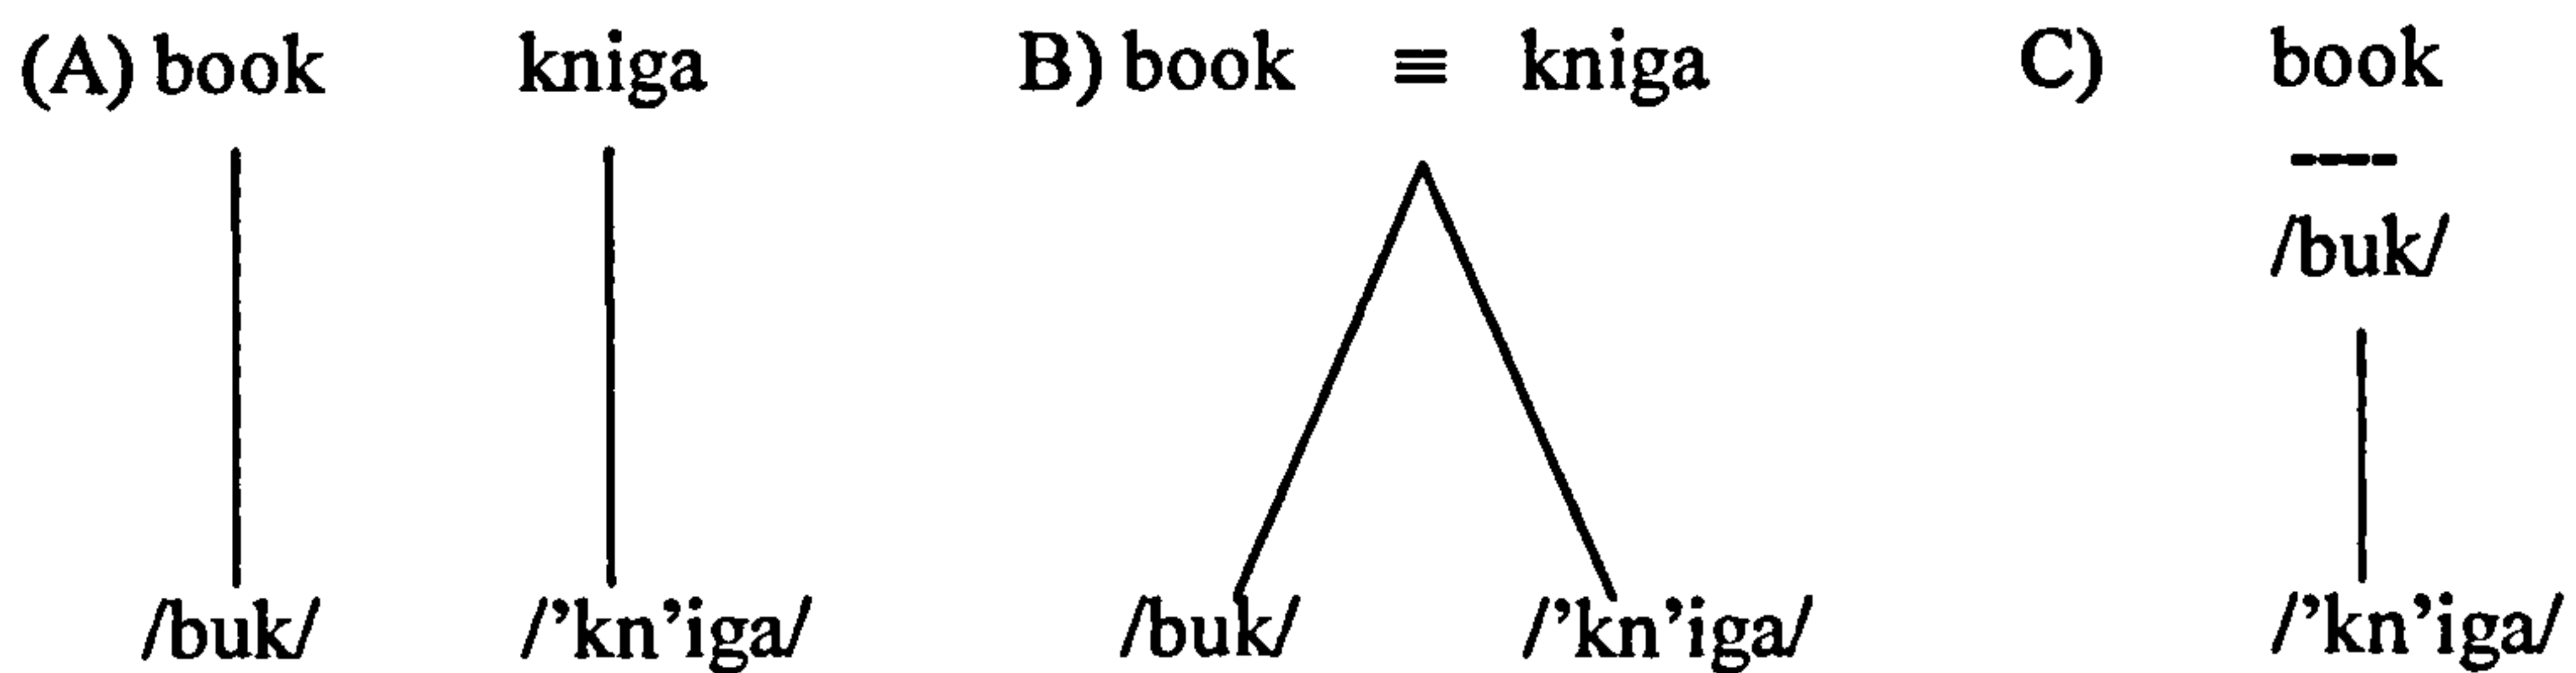 (A) book kniga B) book ≡ kniga C) book
----
/buk/
/buk/ /’kn’iga/ /buk/ /’kn’iga/ /’kn’iga/